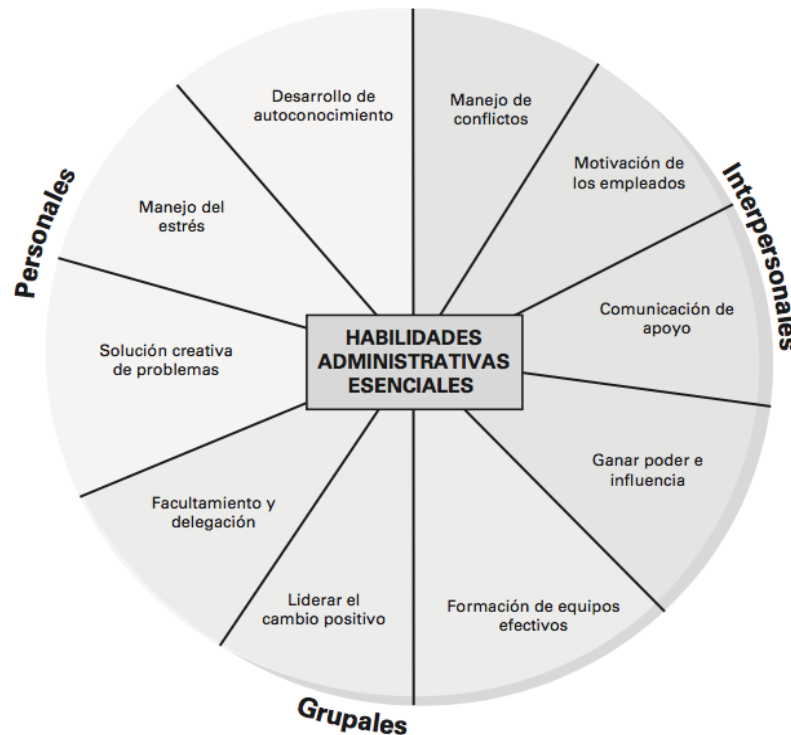 Desarrollo de
autoconocimiento
Manejo de
conflictos
Motivación de
los empleados
Interpersonales
Personales
Manejo del
estrés
Comunicación de
apoyo
Solución creativa
de problemas
HABILIDADES
ADMINISTRATIVAS
ESENCIALES
Ganar poder e
influencia
Facultamiento y
delegación
Liderar el
cambio positivo
Formación de equipos
efectivos
Grupales